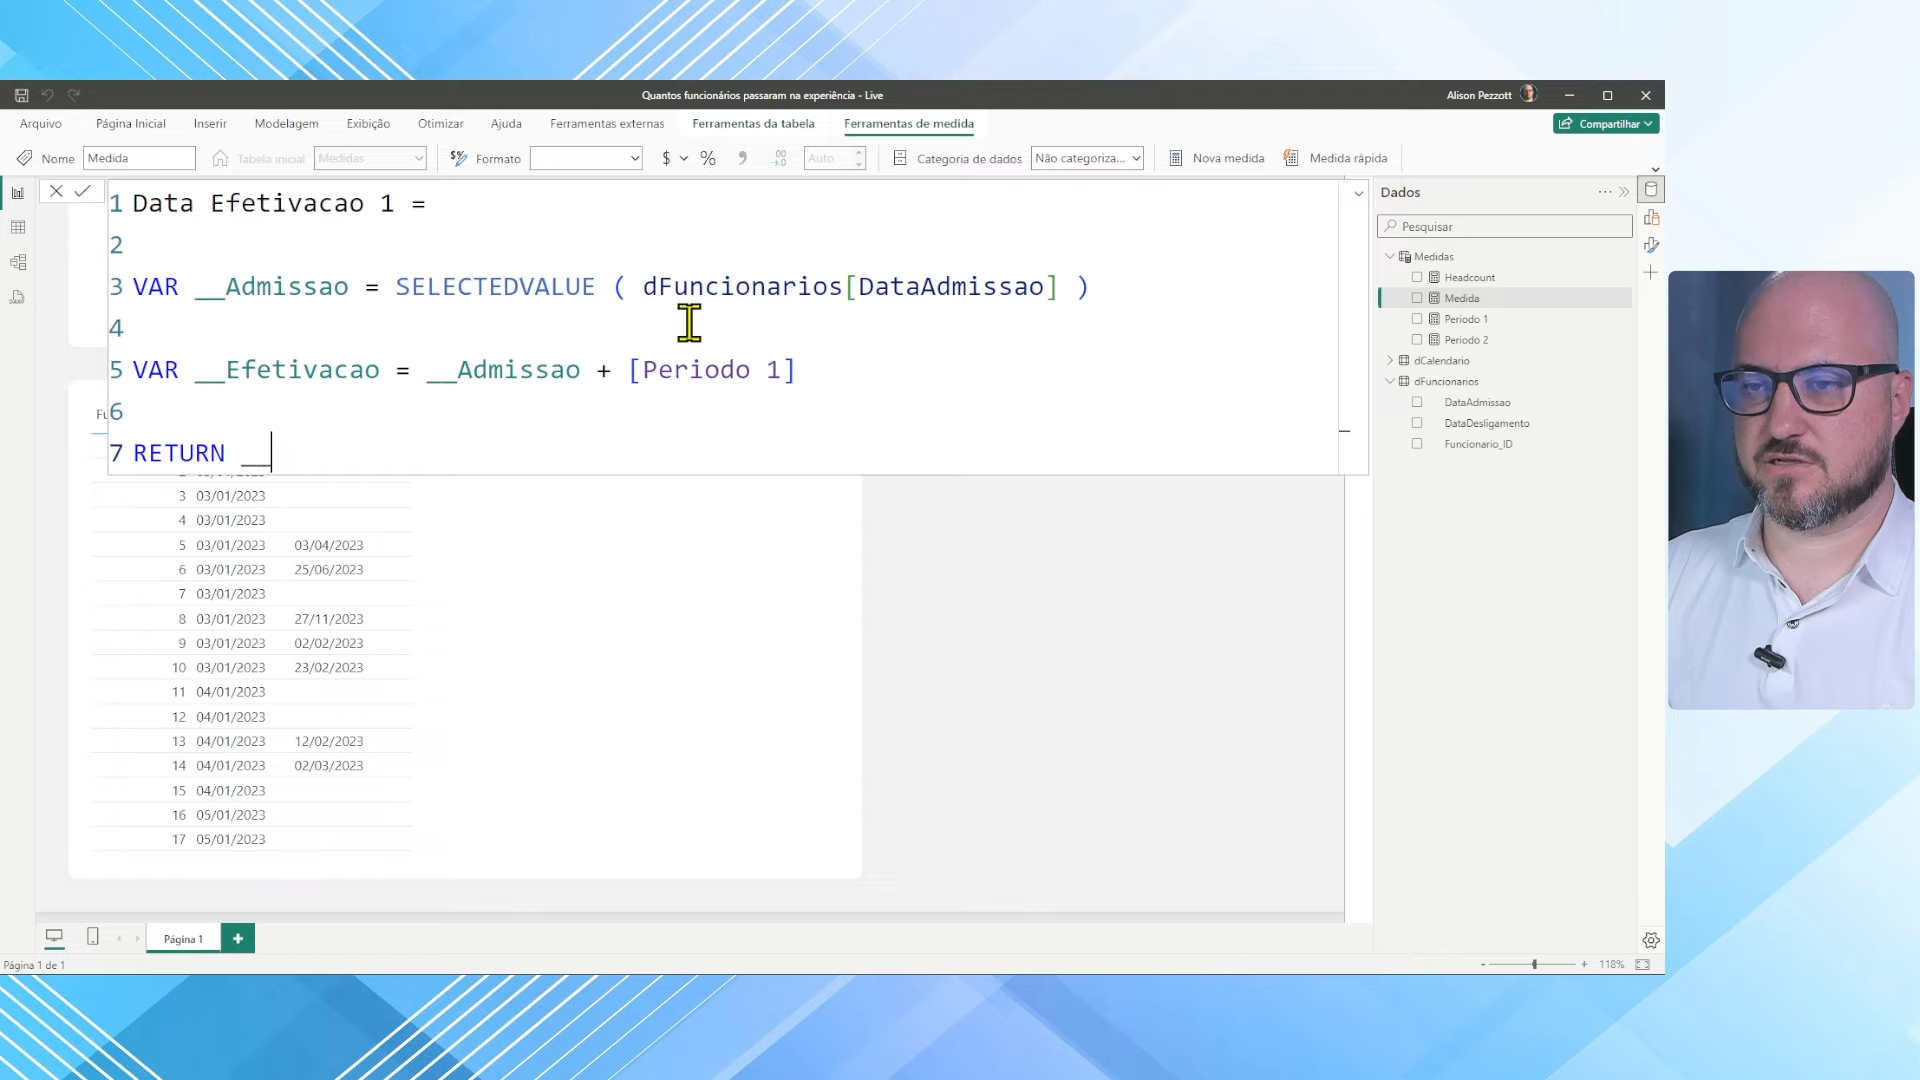 Quantos funcionários passaram na experiência - Live
Alison Pezzott
Arquivo
Página Inicial
Inserir
Modelagem
Exibição
Otimizar
Ajuda
Ferramentas externas
Ferramentas da tabela
Ferramentas de medida
Compartilhar
Nome
Medida
Tabela inicial
Medidas
Formato
$
%
Auto
Categoria de dados
Não categoriza...
Nova medida
Medida rápida
1 Data Efetivacao 1 =
2
3 VAR __Admissao = SELECTEDVALUE ( dFuncionarios[DataAdmissao] )
4
5 VAR __Efetivacao = __Admissao + [Periodo 1]
6
7 RETURN __
3 03/01/2023
4 03/01/2023
5 03/01/2023 03/04/2023
6 03/01/2023 25/06/2023
7 03/01/2023
8 03/01/2023 27/11/2023
9 03/01/2023 02/02/2023
10 03/01/2023 23/02/2023
11 04/01/2023
12 04/01/2023
13 04/01/2023 12/02/2023
14 04/01/2023 02/03/2023
15 04/01/2023
16 05/01/2023
17 05/01/2023
Dados
Pesquisar
Medidas
Headcount
Medida
Periodo 1
Periodo 2
dCalendario
dFuncionarios
DataAdmissao
DataDesligamento
Funcionario_ID
Página 1
Página 1 de 1
118%